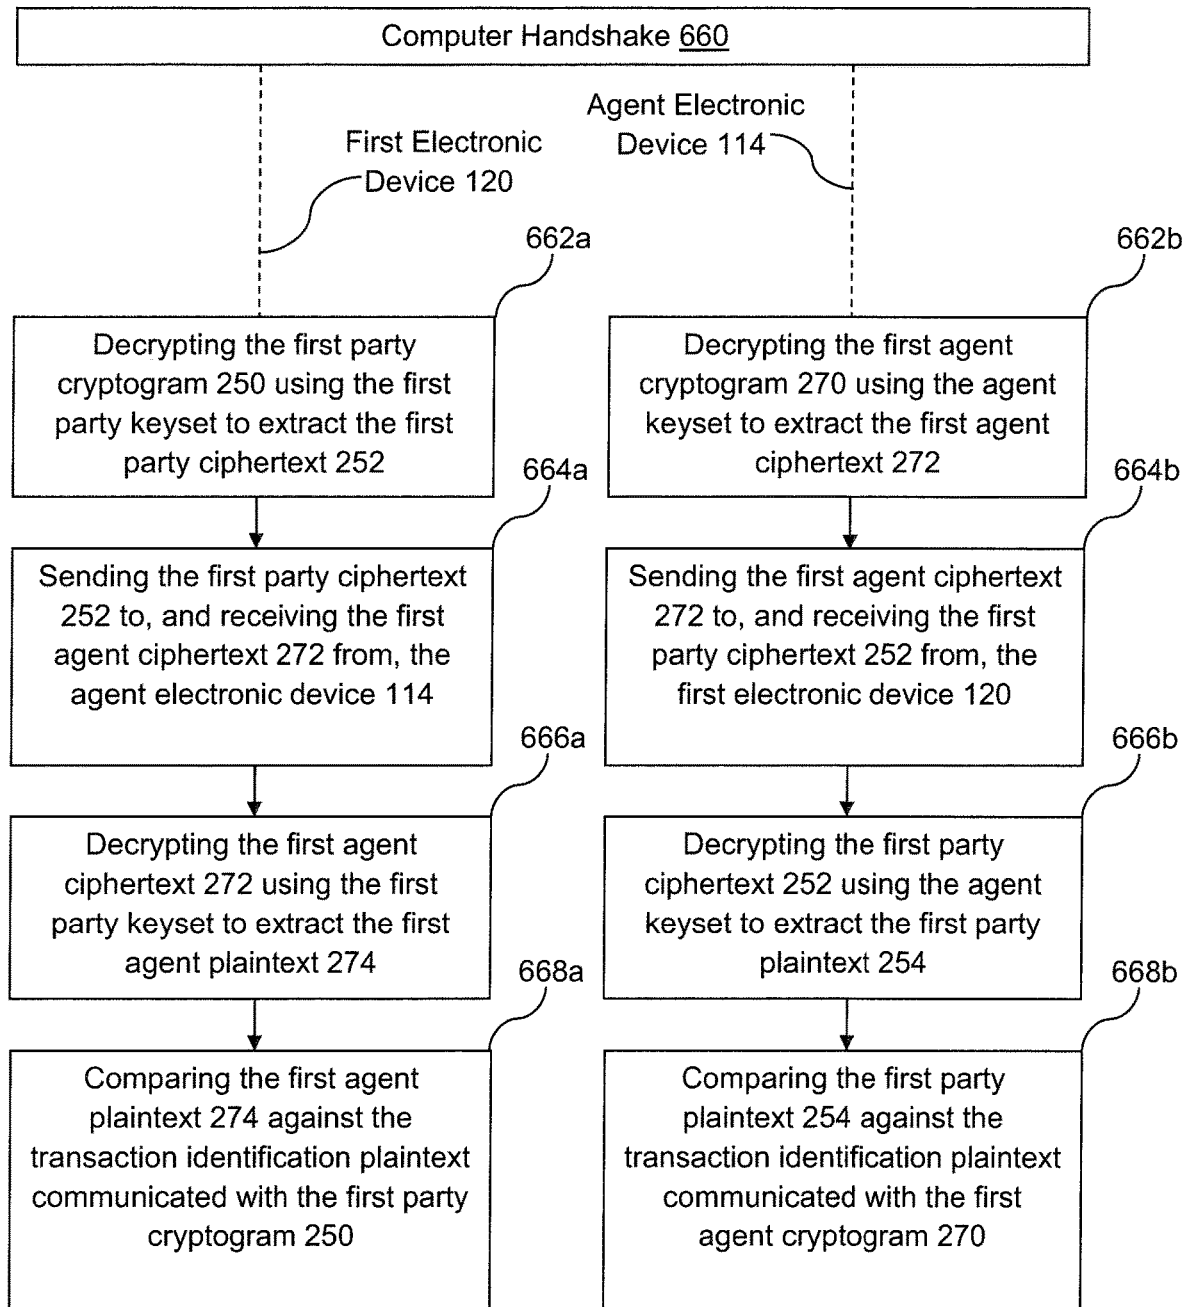 Computer Handshake 660
Agent Electronic
Device 114
First Electronic
Device 120
662a
662b
Decrypting the first party
cryptogram 250 using the first
party keyset to extract the first
party ciphertext 252
Decrypting the first agent
cryptogram 270 using the agent
keyset to extract the first agent
ciphertext 272
664a
664b
Sending the first party ciphertext
252 to, and receiving the first
agent ciphertext 272 from, the
agent electronic device 114
Sending the first agent ciphertext
272 to, and receiving the first
party ciphertext 252 from, the
first electronic device 120
666a
666b
Decrypting the first agent
ciphertext 272 using the first
party keyset to extract the first
agent plaintext 274
Decrypting the first party
ciphertext 252 using the agent
keyset to extract the first party
plaintext 254
668a
668b
Comparing the first agent
plaintext 274 against the
transaction identification plaintext
communicated with the first party
cryptogram 250
Comparing the first party
plaintext 254 against the
transaction identification plaintext
communicated with the first
agent cryptogram 270